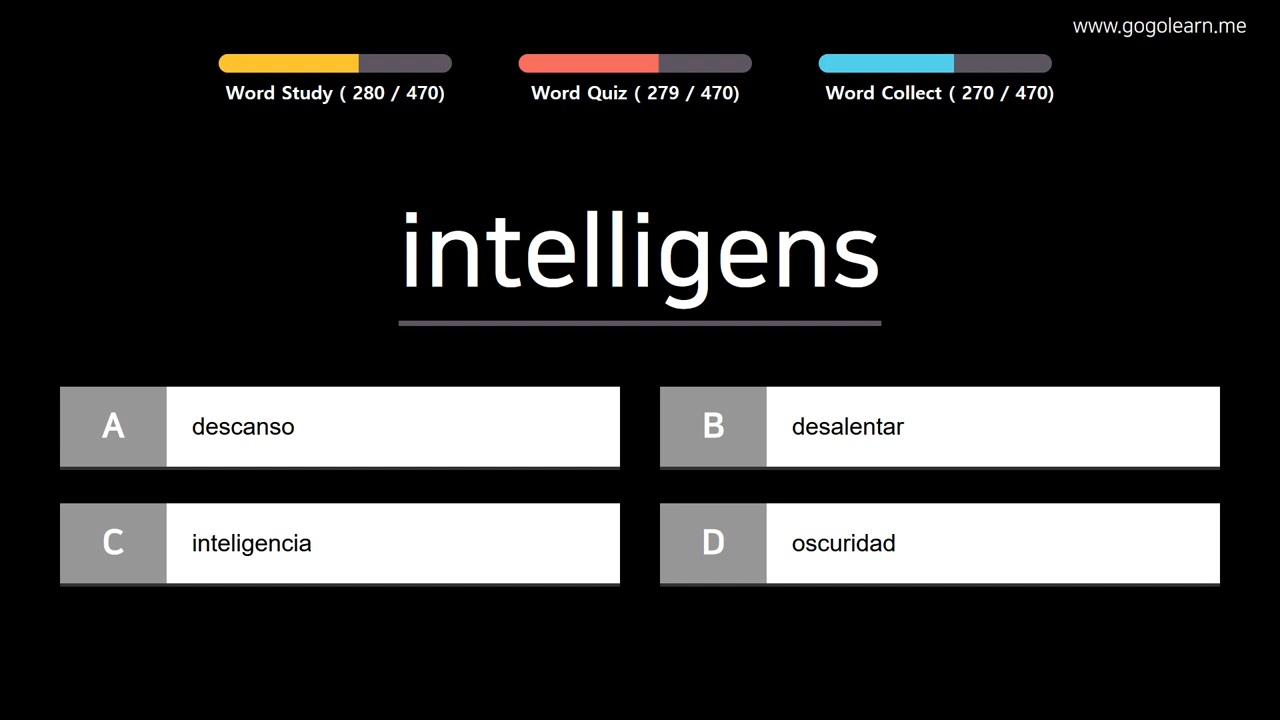 www.gogolearn.me
Word Study ( 280 / 470)
Word Quiz ( 279 / 470)
Word Collect ( 270 / 470)
intelligens
A descanso
B desalentar
C inteligencia
D oscuridad